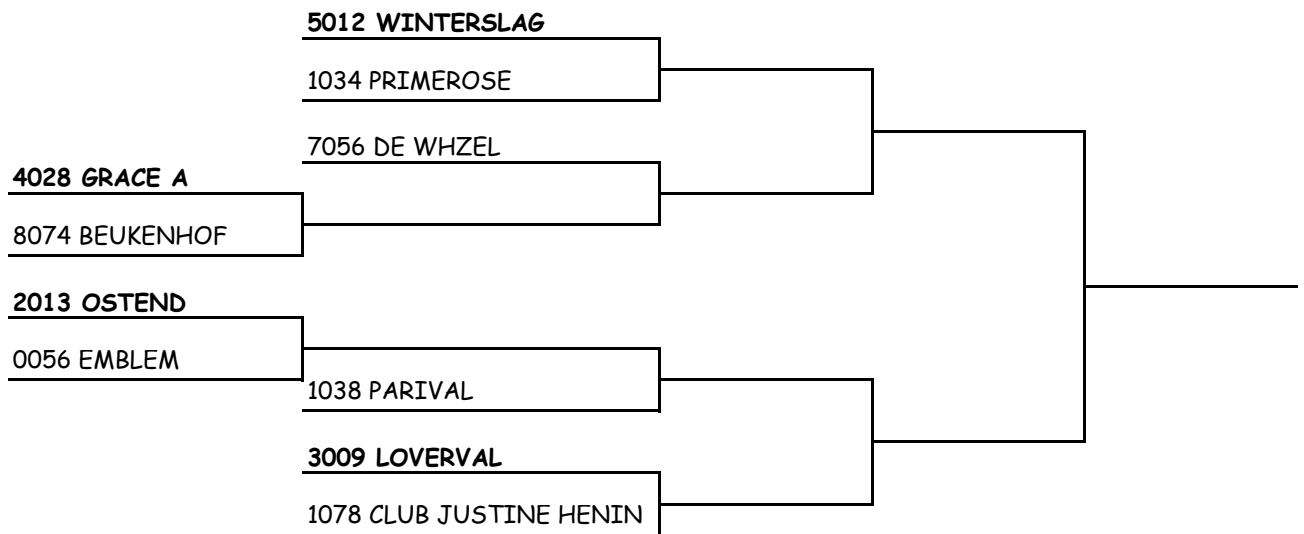 5012 WINTERSLAG
1034 PRIMEROSE
7056 DE WHZEL
4028 GRACE A
8074 BEUKENHOF
2013 OSTEND
0056 EMBLEM
1038 PARIVAL
3009 LOVERVAL
1078 CLUB JUSTINE HENIN